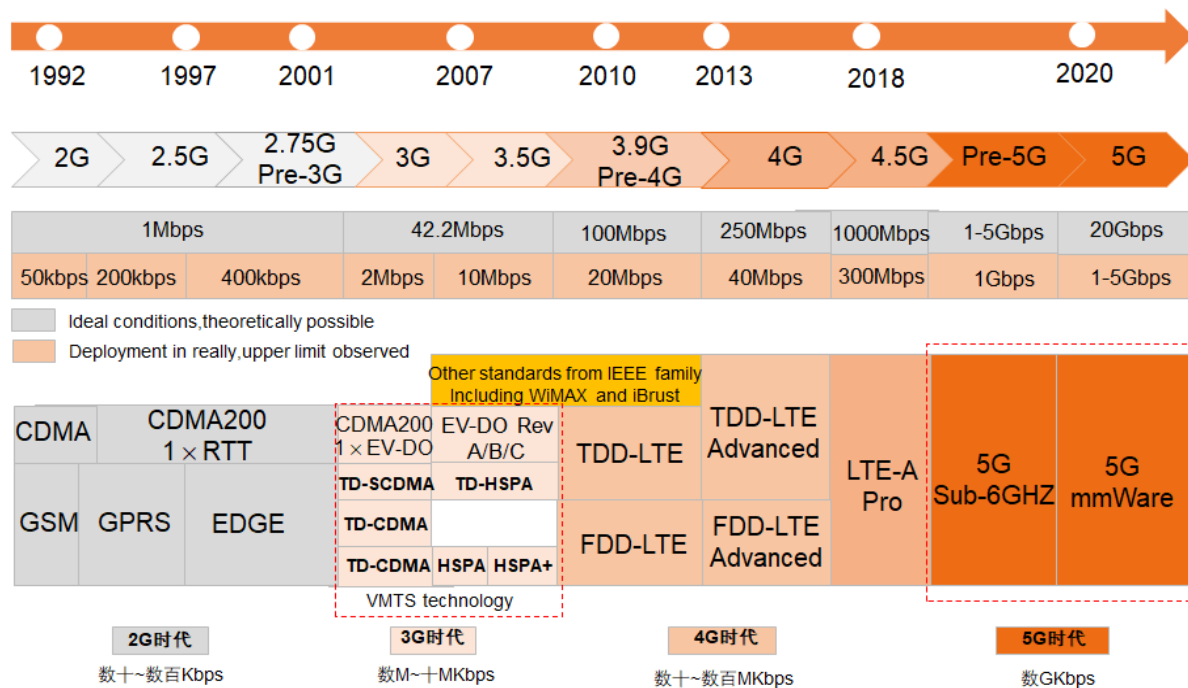 1992
1997
2001
2007
2010
2013
2018
2020
2G
2.5G
2.75G
Pre-3G
3G
3.5G
3.9G
Pre-4G
4G
4.5G
Pre-5G
5G
1Mbps
42.2Mbps
100Mbps
250Mbps
1000Mbps
1-5Gbps
20Gbps
50kbps
200kbps
400kbps
2Mbps
10Mbps
20Mbps
40Mbps
300Mbps
1Gbps
1-5Gbps
Ideal conditions,theoretically possible
Deployment in really,upper limit observed
Other standards from IEEE family
Including WiMAX and iBrust
CDMA
CDMA200
1×RTT
CDMA200
1×EV-DO
EV-DO Rev
A/B/C
TDD-LTE
TDD-LTE
Advanced
LTE-A
Pro
5G
Sub-6GHZ
5G
mmWare
TD-SCDMA
TD-HSPA
GSM
GPRS
EDGE
TD-CDMA
FDD-LTE
FDD-LTE
Advanced
TD-CDMA
HSPA
HSPA+
VMTS technology
2G时代
3G时代
4G时代
5G时代
数十~数百Kbps
数M~十MKbps
数十~数百MKbps
数GKbps